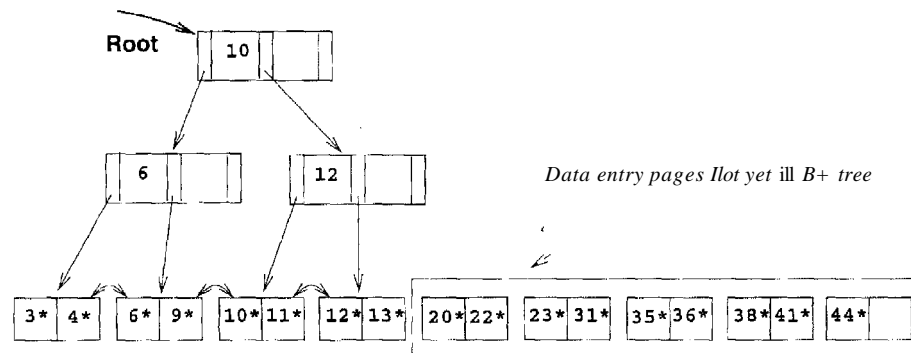 Root
10
6
12
Data entry pages Ilot yet ill B+ tree
3* 4* 6* 9* 10* 11* 12* 13* 20* 22* 23* 31* 35* 36* 38* 41* 44*